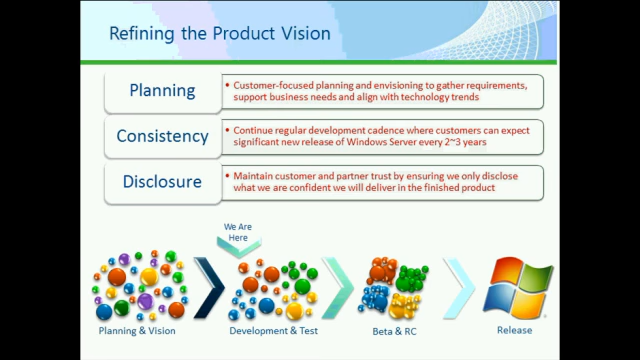 Refining the Product Vision
Planning
• Customer-focused planning and envisioning to gather requirements,
support business needs and align with technology trends
Consistency
• Continue regular development cadence where customers can expect
significant new release of Windows Server every 2~3 years
Disclosure
• Maintain customer and partner trust by ensuring we only disclose
what we are confident we will deliver in the finished product
We Are
Here
Planning & Vision
Development & Test
Beta & RC
Release